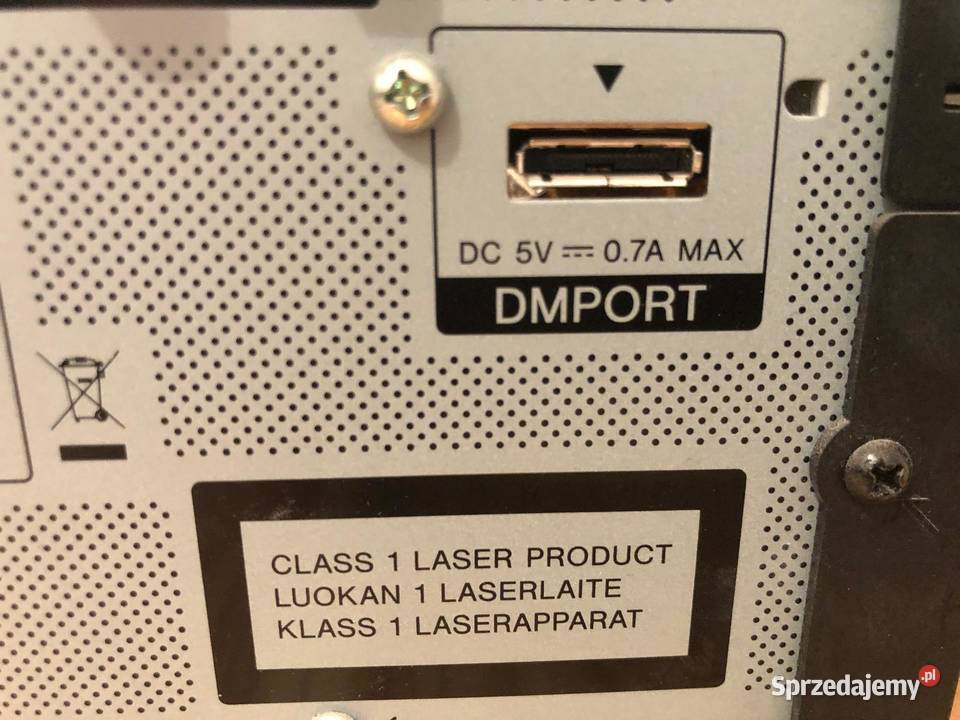 DC 5V ⎓ 0.7A MAX
DMPORT
CLASS 1 LASER PRODUCT
LUOKAN 1 LASERLAITE
KLASS 1 LASERAPPARAT
Sprzedajemy.pl